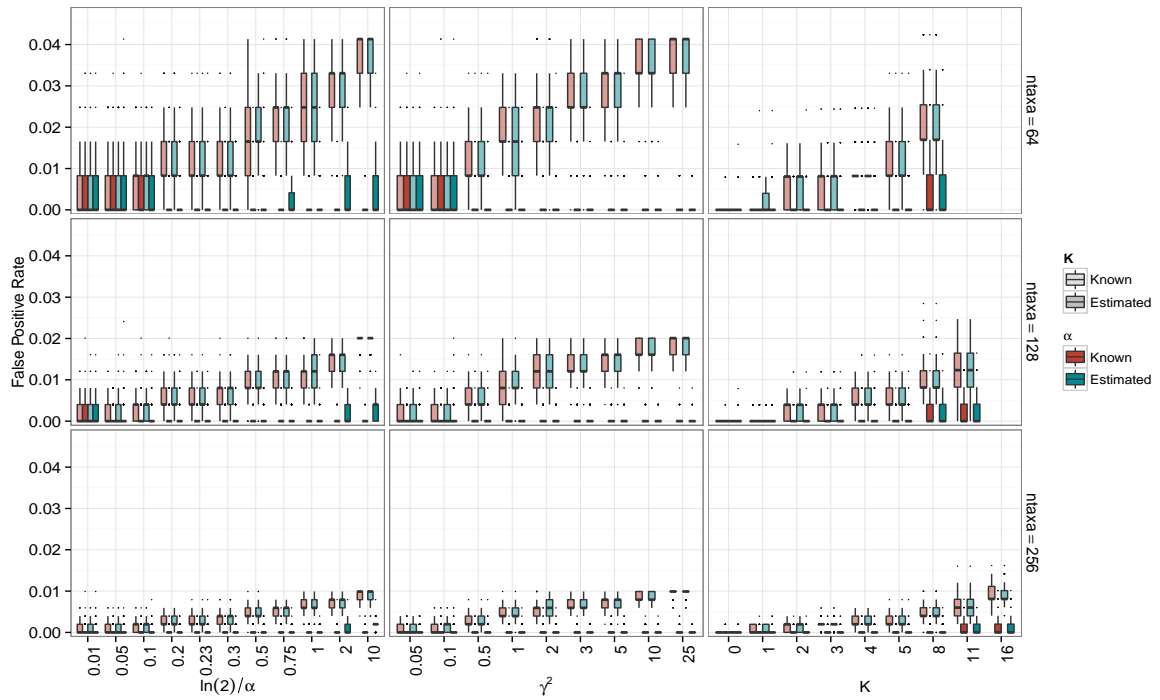 False Positive Rate
0.04
0.03
0.02
0.01
0.00
ntaxa = 64
0.04
0.03
0.02
0.01
0.00
ntaxa = 128
0.04
0.03
0.02
0.01
0.00
ntaxa = 256
0.01 0.05 0.1 0.2 0.23 0.3 0.5 0.75 1 2 10
ln(2)/α
0.05 0.1 0.5 1 2 3 5 10 25
γ²
0 1 2 3 4 5 8 11 16
K
K
Known
Estimated
α
Known
Estimated